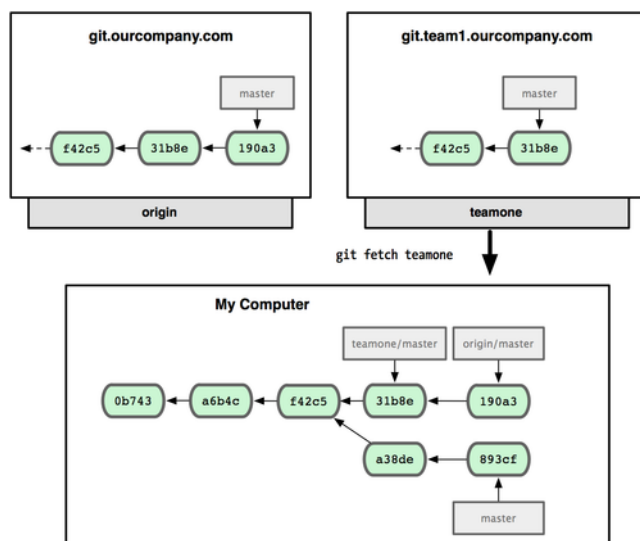 git.ourcompany.com
master
f42c5 31b8e 190a3
origin
git.team1.ourcompany.com
master
f42c5 31b8e
teamone
git fetch teamone
My Computer
teamone/master origin/master
0b743 a6b4c f42c5 31b8e 190a3
a38de 893cf
master